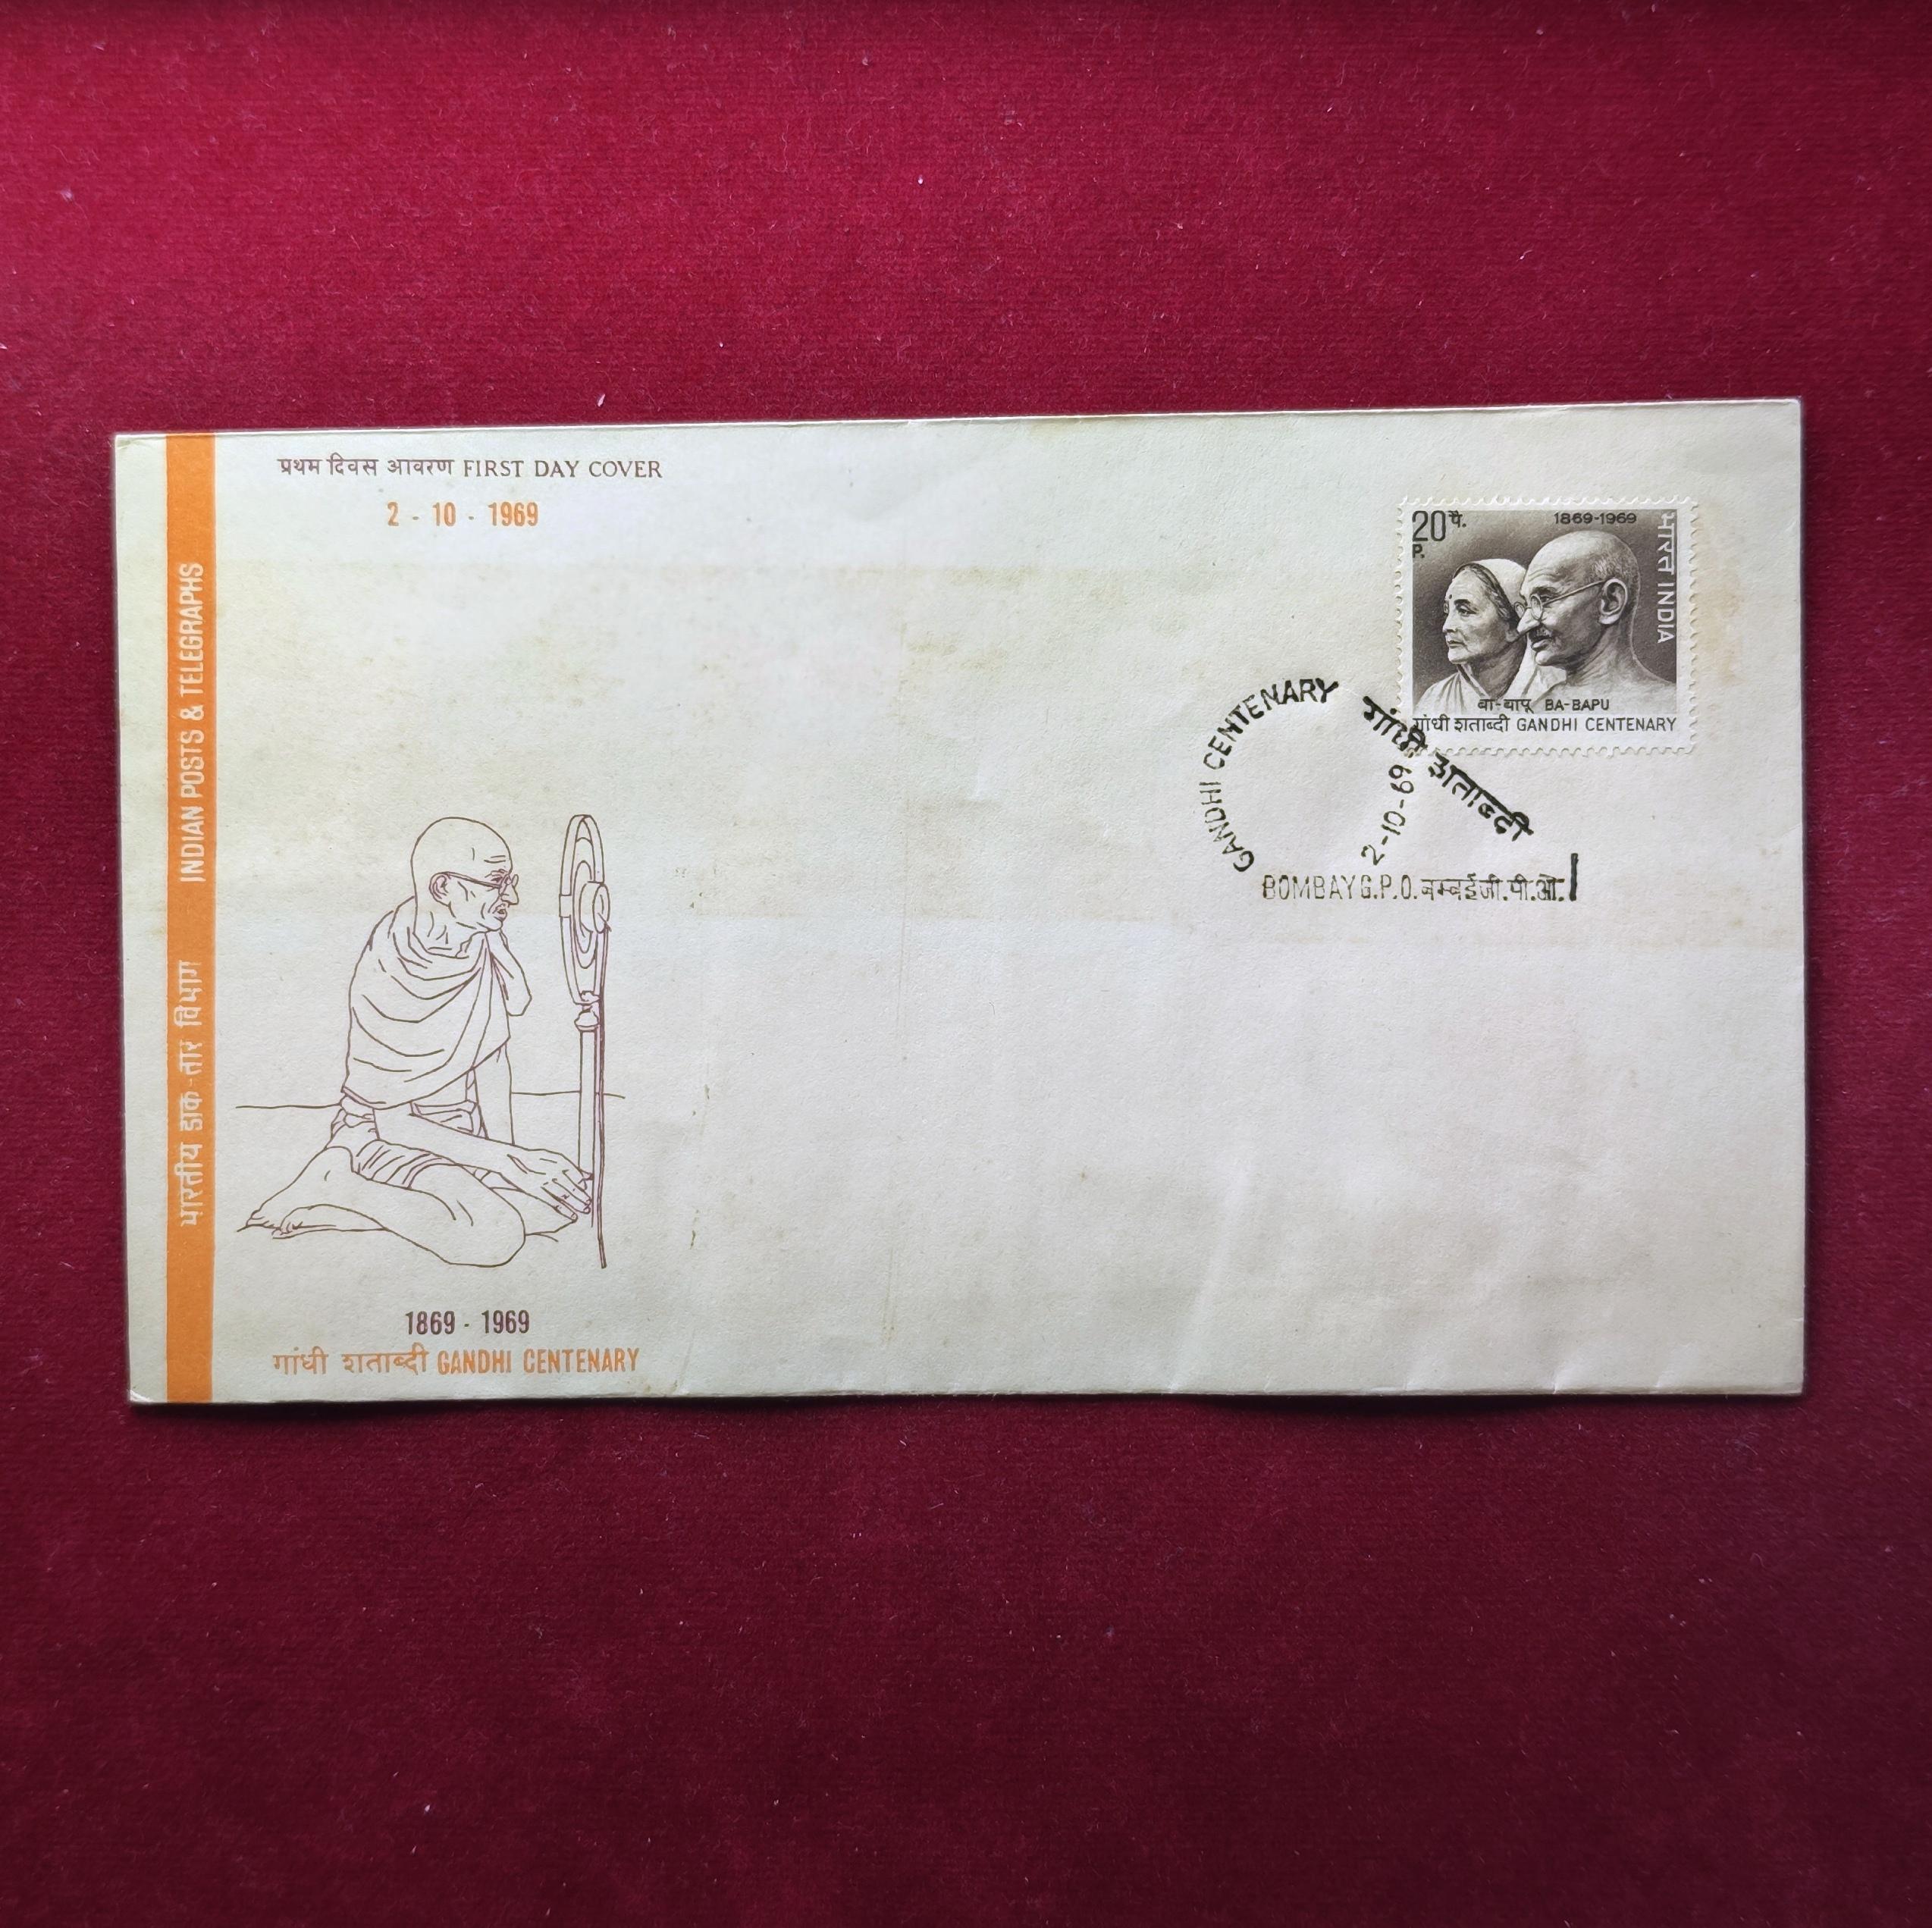 प्रथम दिवस आवरण FIRST DAY COVER
2 - 10 - 1969
भारतीय डाक-तार विभाग INDIAN POSTS & TELEGRAPHS
20 पै.
P.
1869-1969
भारत INDIA
बा-बापू BA-BAPU
गांधी शताब्दी GANDHI CENTENARY
GANDHI CENTENARY
गांधी शताब्दी
2-10-69
BOMBAY G.P.O. बम्बई जी.पी.ओ.
1869 - 1969
गांधी शताब्दी GANDHI CENTENARY